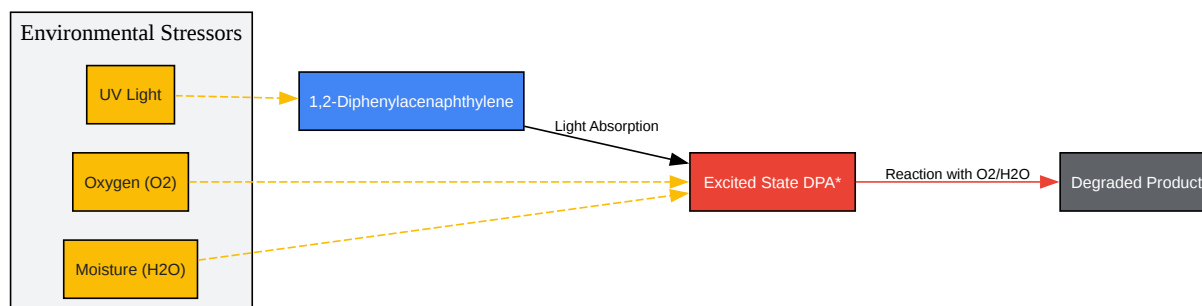 Environmental Stressors
UV Light
1,2-Diphenylacenaphthylene
Light Absorption
Oxygen (O2)
Excited State DPA*
Reaction with O2/H2O
Degraded Product
Moisture (H2O)